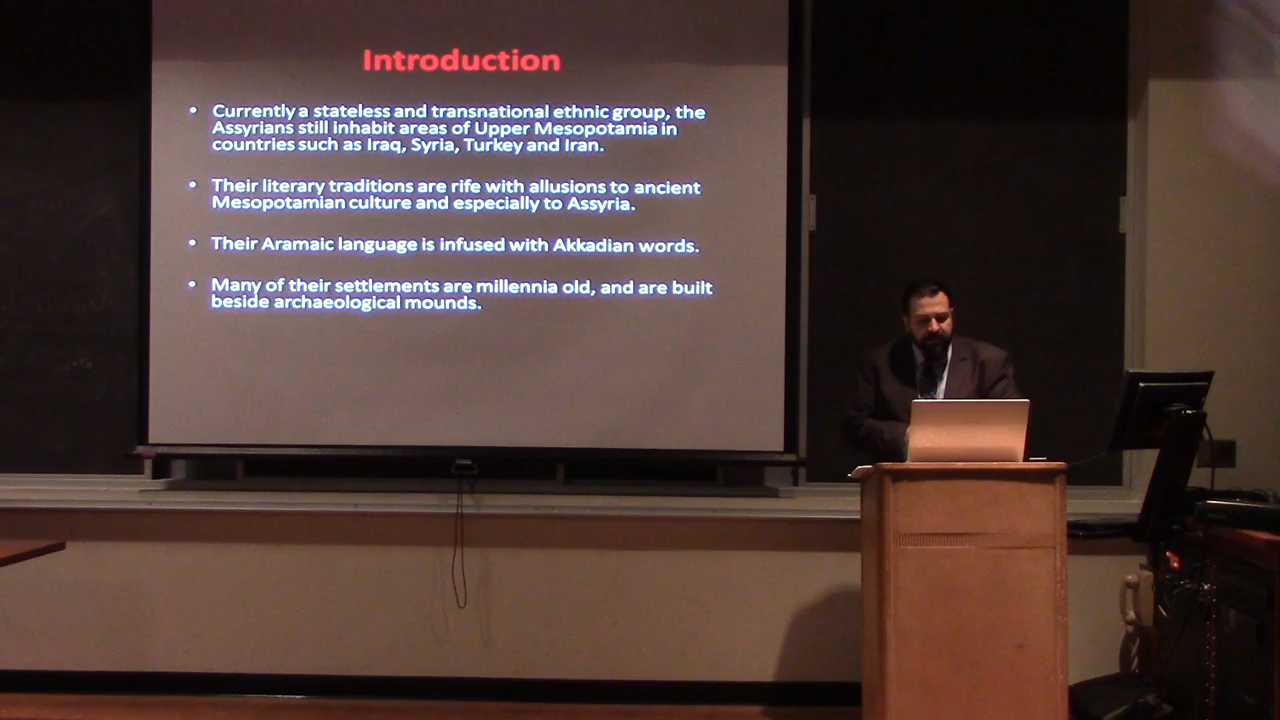 Introduction
• Currently a stateless and transnational ethnic group, the
Assyrians still inhabit areas of Upper Mesopotamia in
countries such as Iraq, Syria, Turkey and Iran.
• Their literary traditions are rife with allusions to ancient
Mesopotamian culture and especially to Assyria.
• Their Aramaic language is infused with Akkadian words.
• Many of their settlements are millennia old, and are built
beside archaeological mounds.